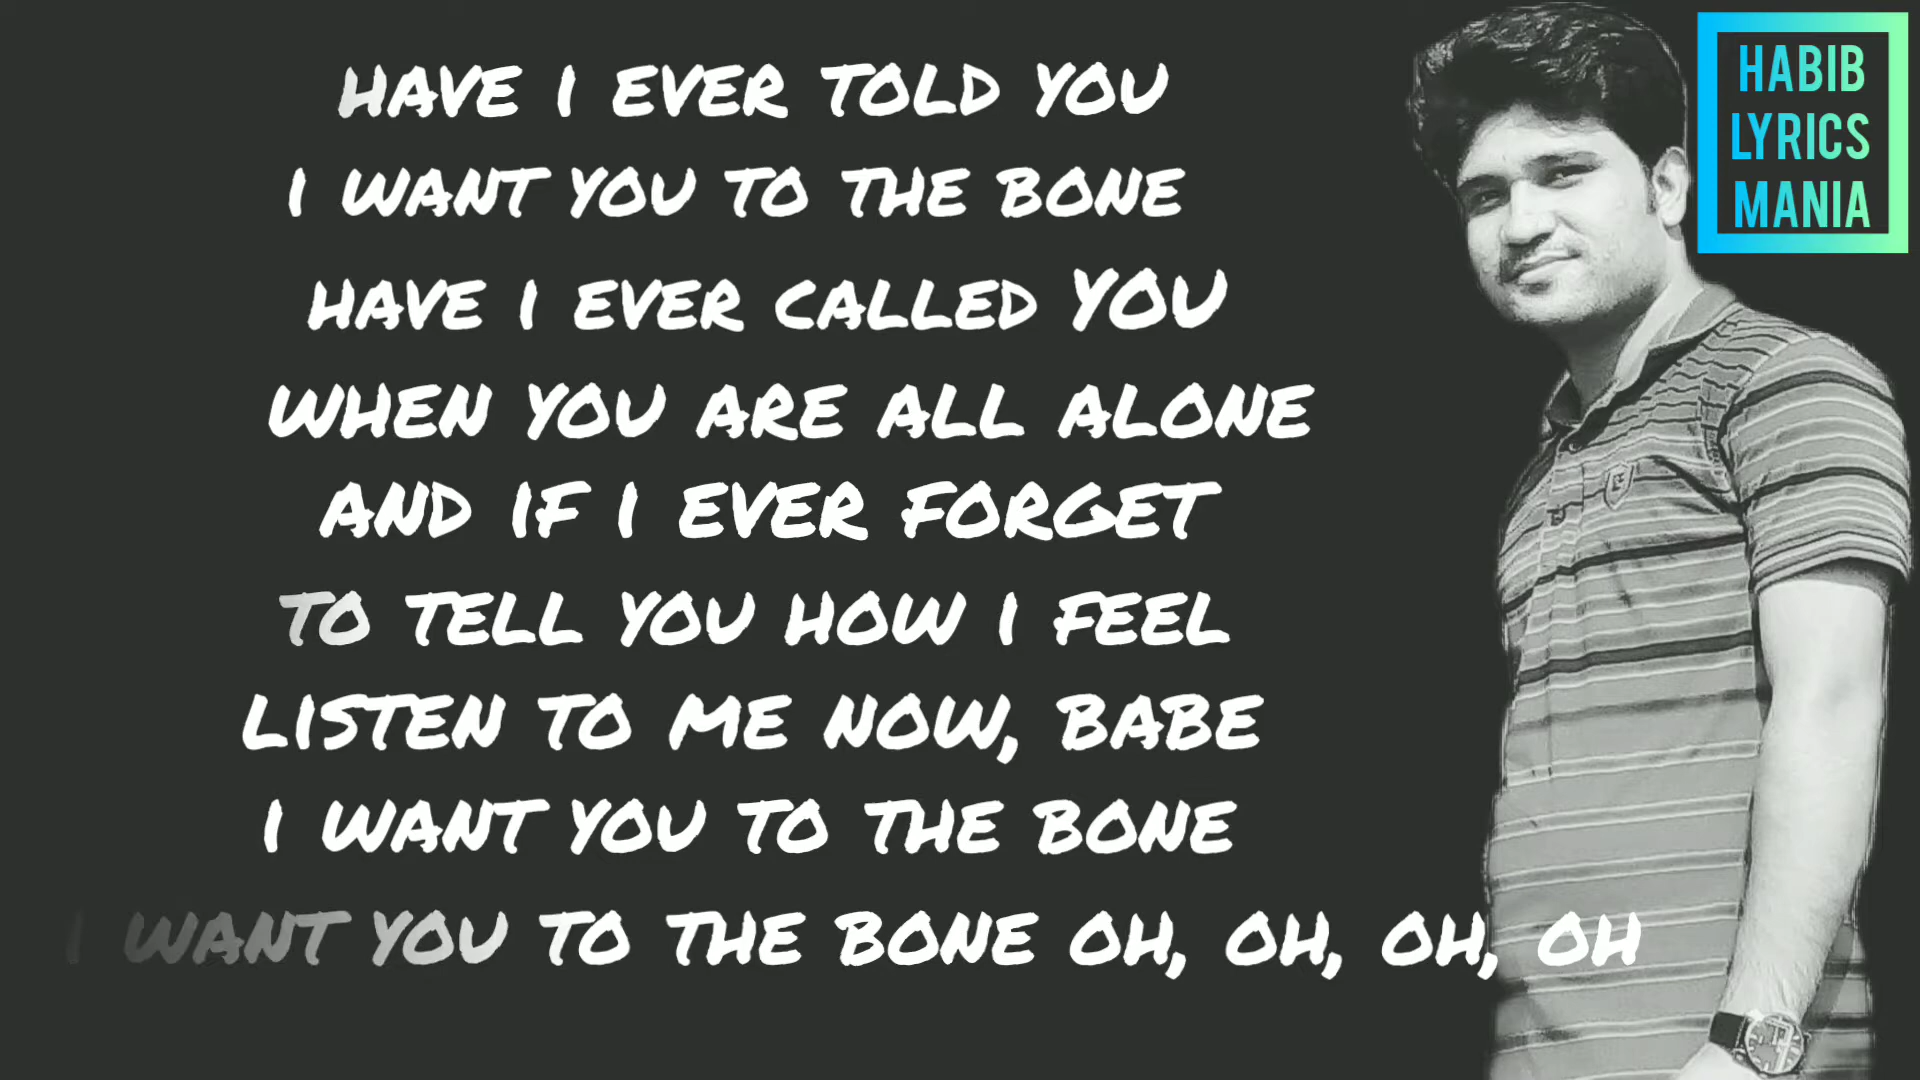 HAVE I EVER TOLD YOU
I WANT YOU TO THE BONE
HAVE I EVER CALLED YOU
WHEN YOU ARE ALL ALONE
AND IF I EVER FORGET
TO TELL YOU HOW I FEEL
LISTEN TO ME NOW, BABE
I WANT YOU TO THE BONE
I WANT YOU TO THE BONE OH, OH, OH, OH
HABIB
LYRICS
MANIA